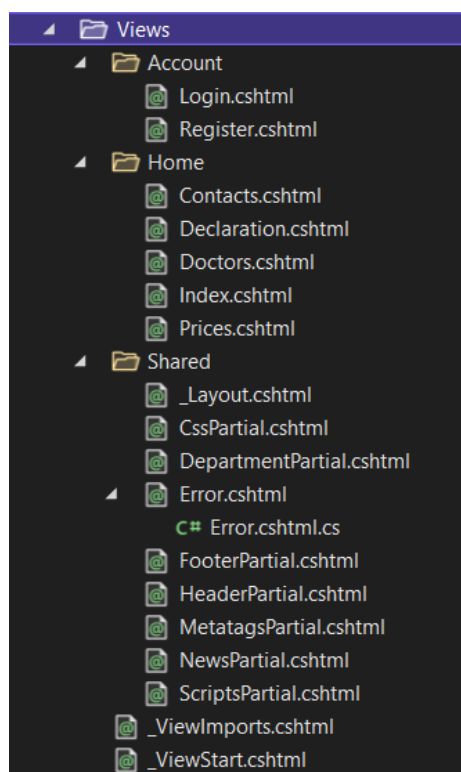 Views
Account
Login.cshtml
Register.cshtml
Home
Contacts.cshtml
Declaration.cshtml
Doctors.cshtml
Index.cshtml
Prices.cshtml
Shared
_Layout.cshtml
CssPartial.cshtml
DepartmentPartial.cshtml
Error.cshtml
C# Error.cshtml.cs
FooterPartial.cshtml
HeaderPartial.cshtml
MetatagsPartial.cshtml
NewsPartial.cshtml
ScriptsPartial.cshtml
_ViewImports.cshtml
_ViewStart.cshtml